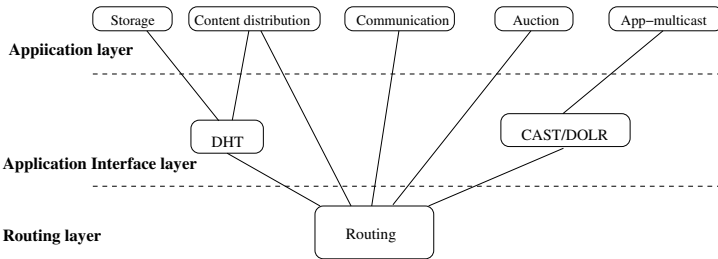 Storage
Content distribution
Communication
Auction
App−multicast
Appiication layer
DHT
CAST/DOLR
Application Interface layer
Routing
Routing layer